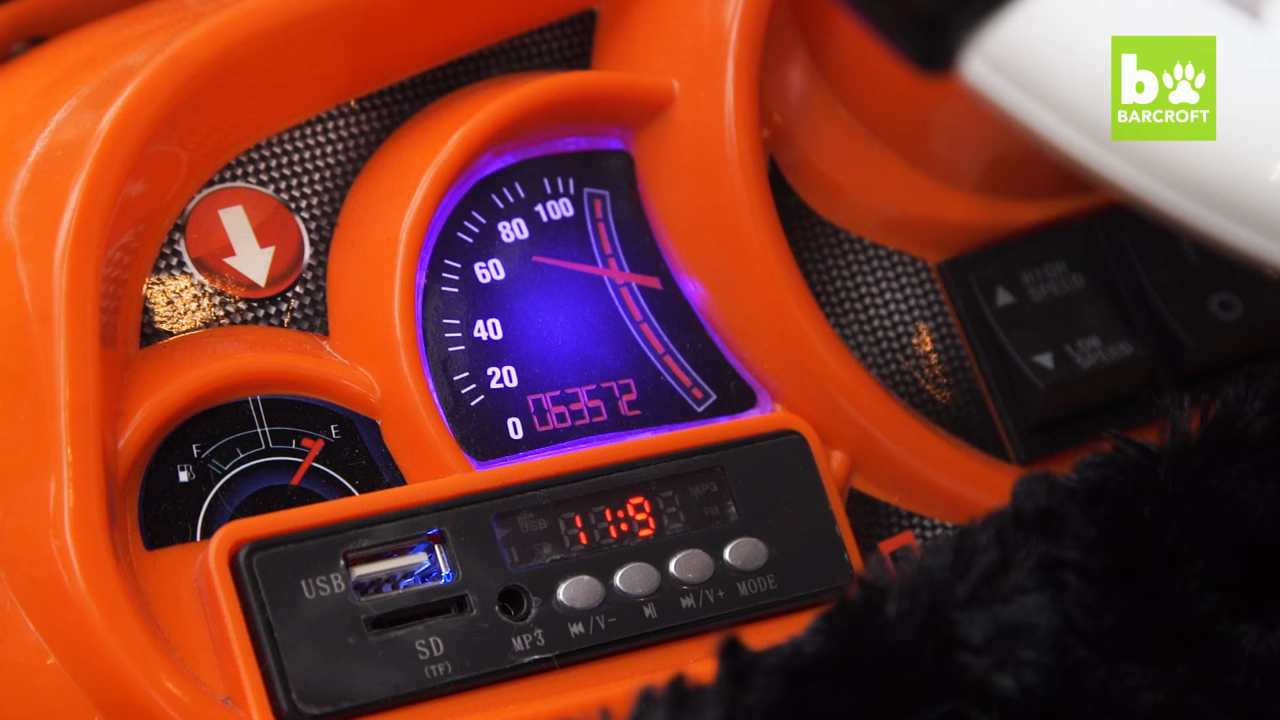 b
BARCROFT
100
80
60
40
20
0
063572
F
E
HIGH
SPEED
LOW
SPEED
USB
MP3
FM
11:9
USB
SD
(TF)
MP3
⏮/V-
⏯
⏭/V+
MODE